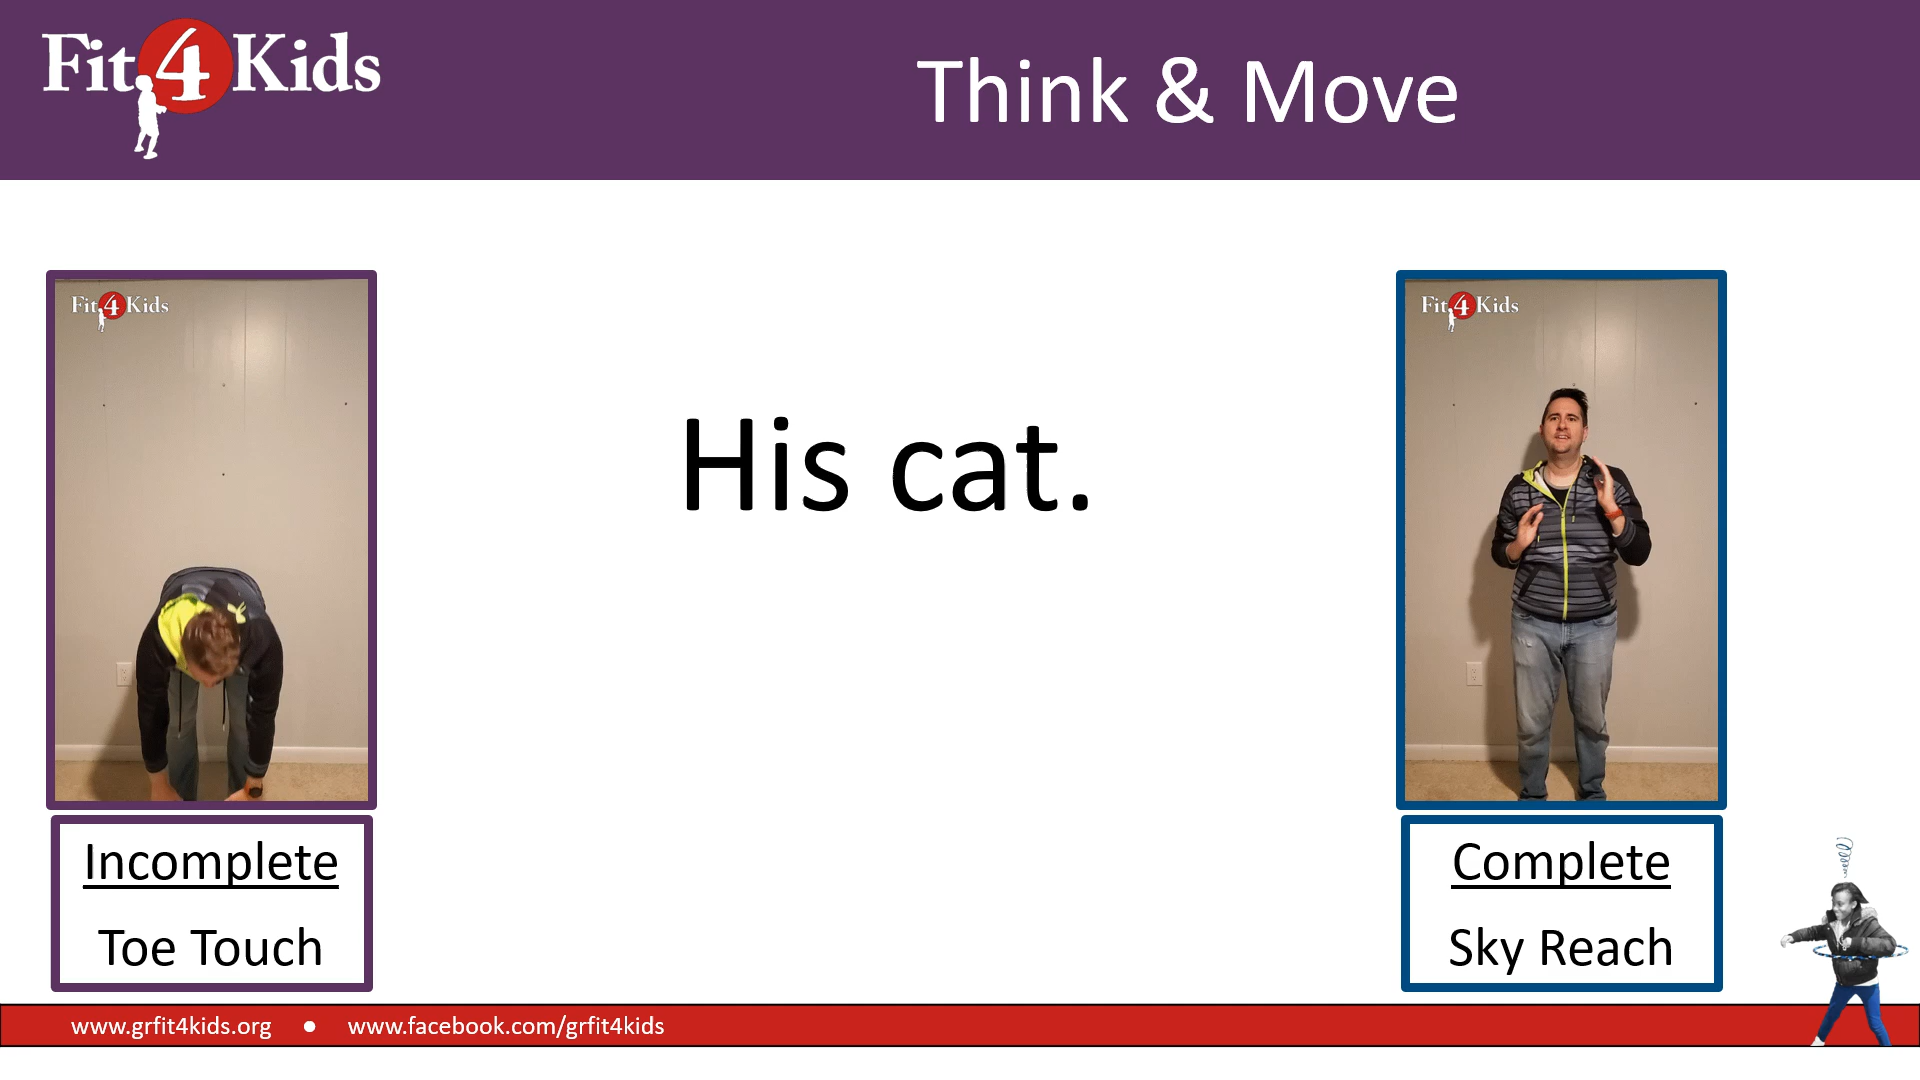 Fit 4 Kids
Think & Move
Fit 4 Kids
Fit 4 Kids
His cat.
Incomplete
Toe Touch
Complete
Sky Reach
www.grfit4kids.org • www.facebook.com/grfit4kids